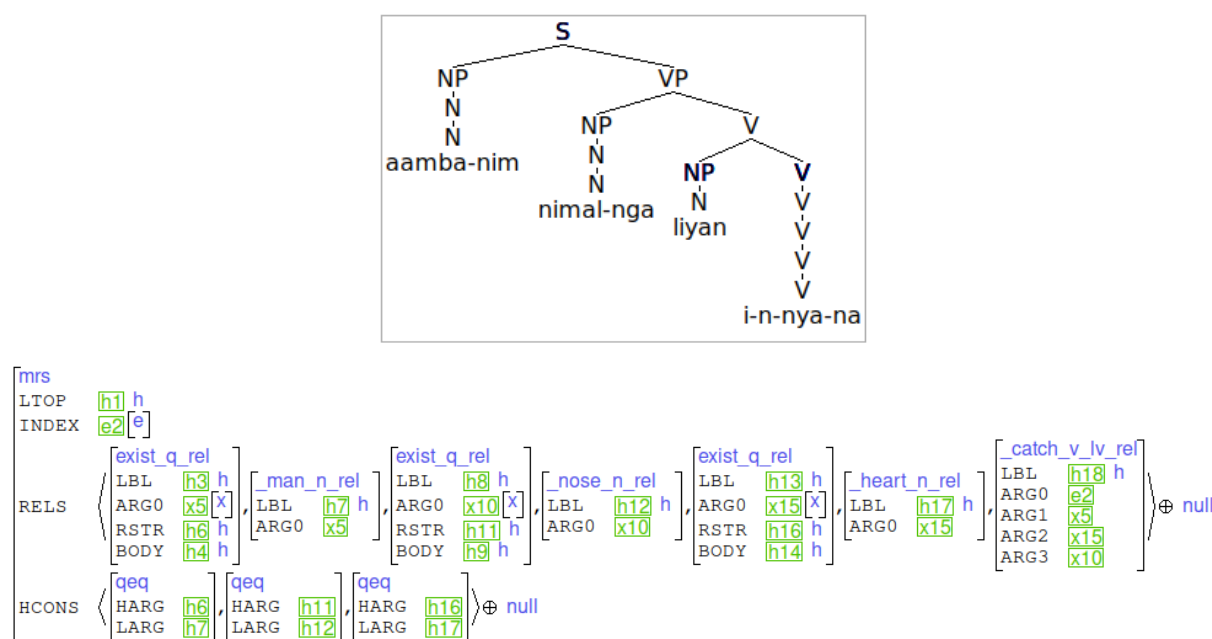 S
NP VP
N NP V
N N NP V
aamba-nim N N V
nimal-nga liyan V
V
V
i-n-nya-na
mrs
LTOP h1 h
INDEX e2 [e]
RELS ⟨ [exist_q_rel LBL h3 h ARG0 x5 [x] RSTR h6 h BODY h4 h], [_man_n_rel LBL h7 h ARG0 x5], [exist_q_rel LBL h8 h ARG0 x10 [x] RSTR h11 h BODY h9 h], [_nose_n_rel LBL h12 h ARG0 x10], [exist_q_rel LBL h13 h ARG0 x15 [x] RSTR h16 h BODY h14 h], [_heart_n_rel LBL h17 h ARG0 x15], [_catch_v_lv_rel LBL h18 h ARG0 e2 ARG1 x5 ARG2 x15 ARG3 x10] ⟩ ⊕ null
HCONS ⟨ [qeq HARG h6 LARG h7], [qeq HARG h11 LARG h12], [qeq HARG h16 LARG h17] ⟩ ⊕ null